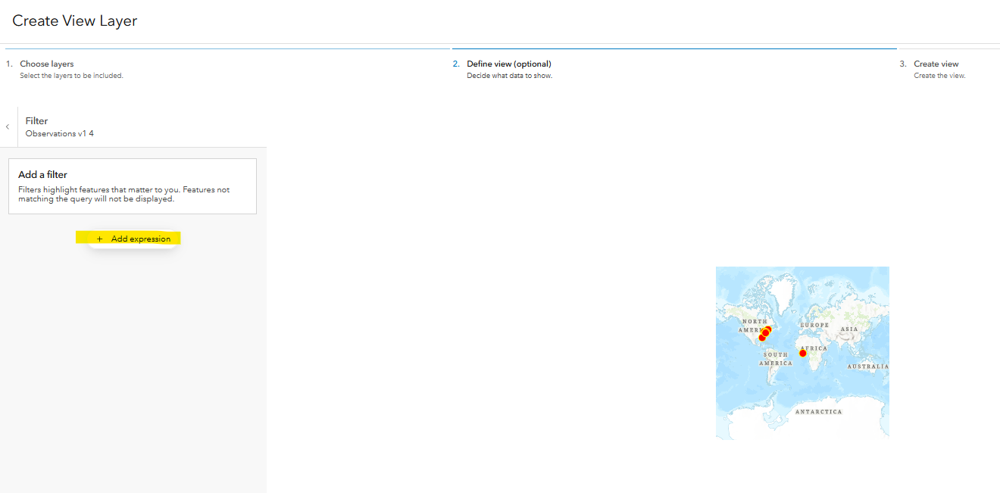 Create View Layer
1. Choose layers
Select the layers to be included.
2. Define view (optional)
Decide what data to show.
3. Create view
Create the view.
Filter
Observations v1 4
Add a filter
Filters highlight features that matter to you. Features not
matching the query will not be displayed.
+ Add expression
NORTH
AMERI
EUROPE
ASIA
AFRICA
SOUTH
AMERICA
AUSTRALIA
ANTARCTICA